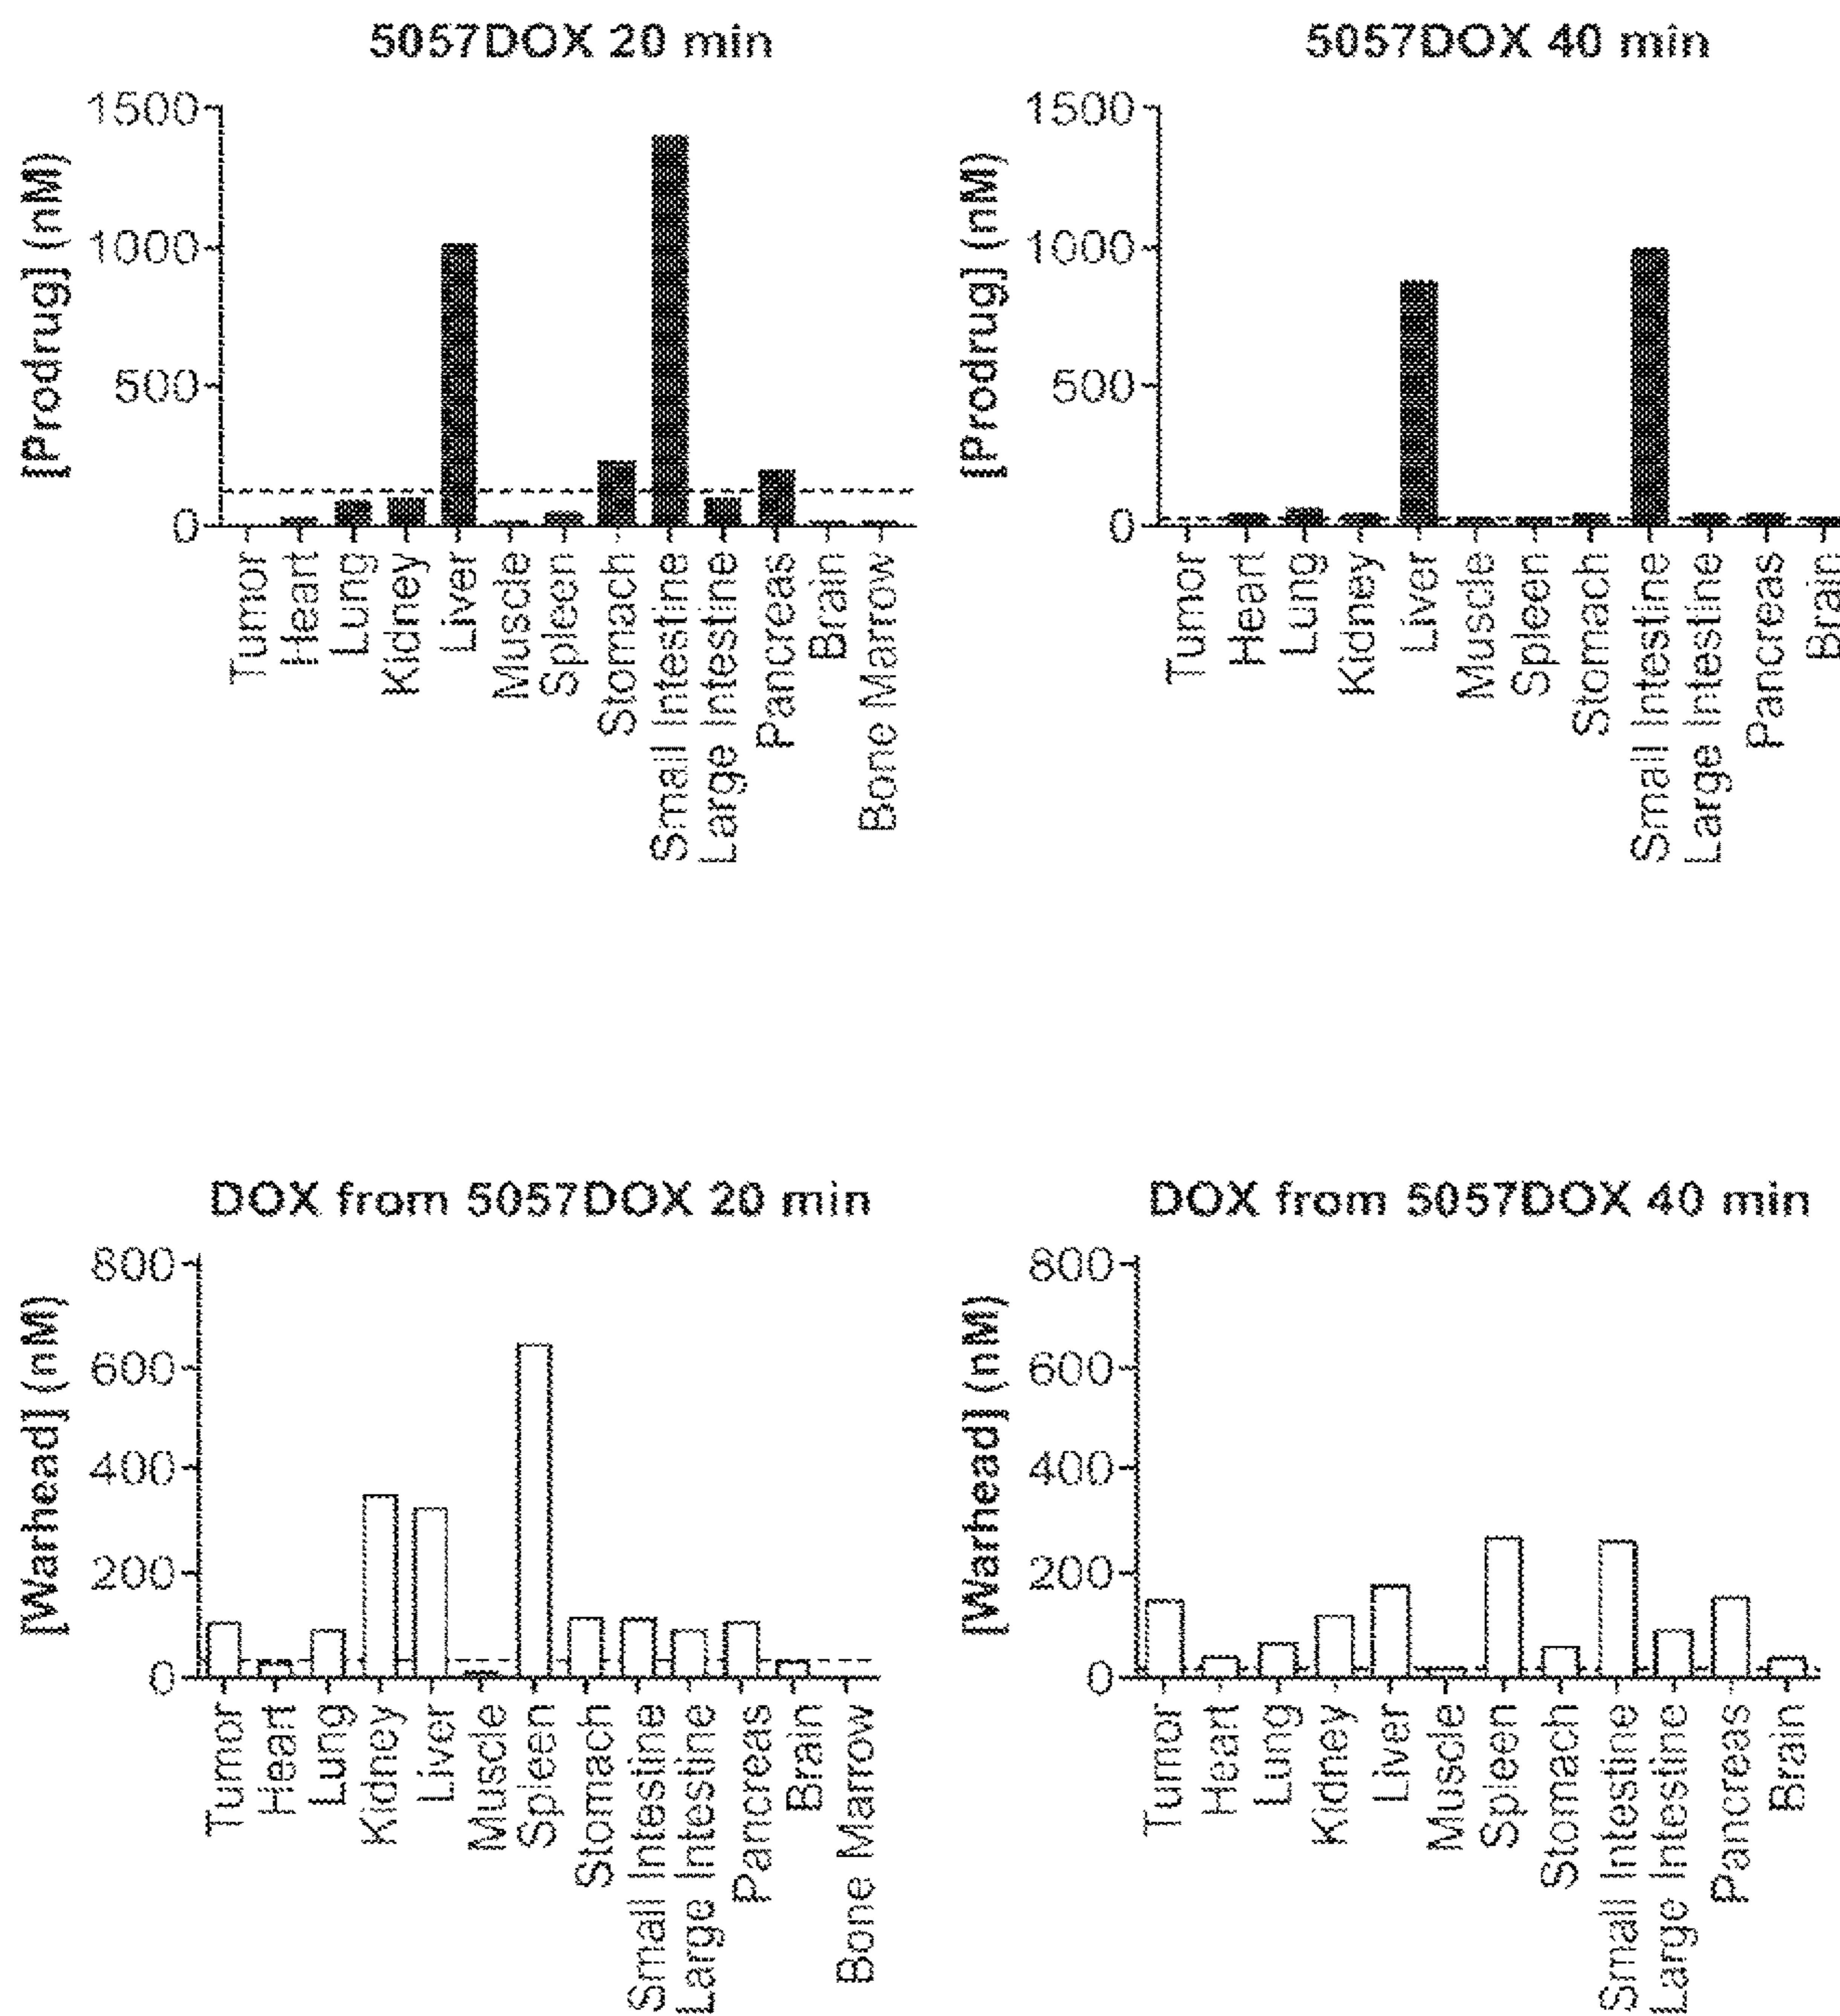 5057DOX 20 min
[Prodrug] (nM)
1500
1000
500
0
Tumor
Heart
Lung
Kidney
Liver
Muscle
Spleen
Stomach
Small Intestine
Large Intestine
Pancreas
Brain
Bone Marrow
5057DOX 40 min
[Prodrug] (nM)
1500
1000
500
0
Tumor
Heart
Lung
Kidney
Liver
Muscle
Spleen
Stomach
Small Intestine
Large Intestine
Pancreas
Brain
DOX from 5057DOX 20 min
[Warhead] (nM)
800
600
400
200
0
Tumor
Heart
Lung
Kidney
Liver
Muscle
Spleen
Stomach
Small Intestine
Large Intestine
Pancreas
Brain
Bone Marrow
DOX from 5057DOX 40 min
[Warhead] (nM)
800
600
400
200
0
Tumor
Heart
Lung
Kidney
Liver
Muscle
Spleen
Stomach
Small Intestine
Large Intestine
Pancreas
Brain